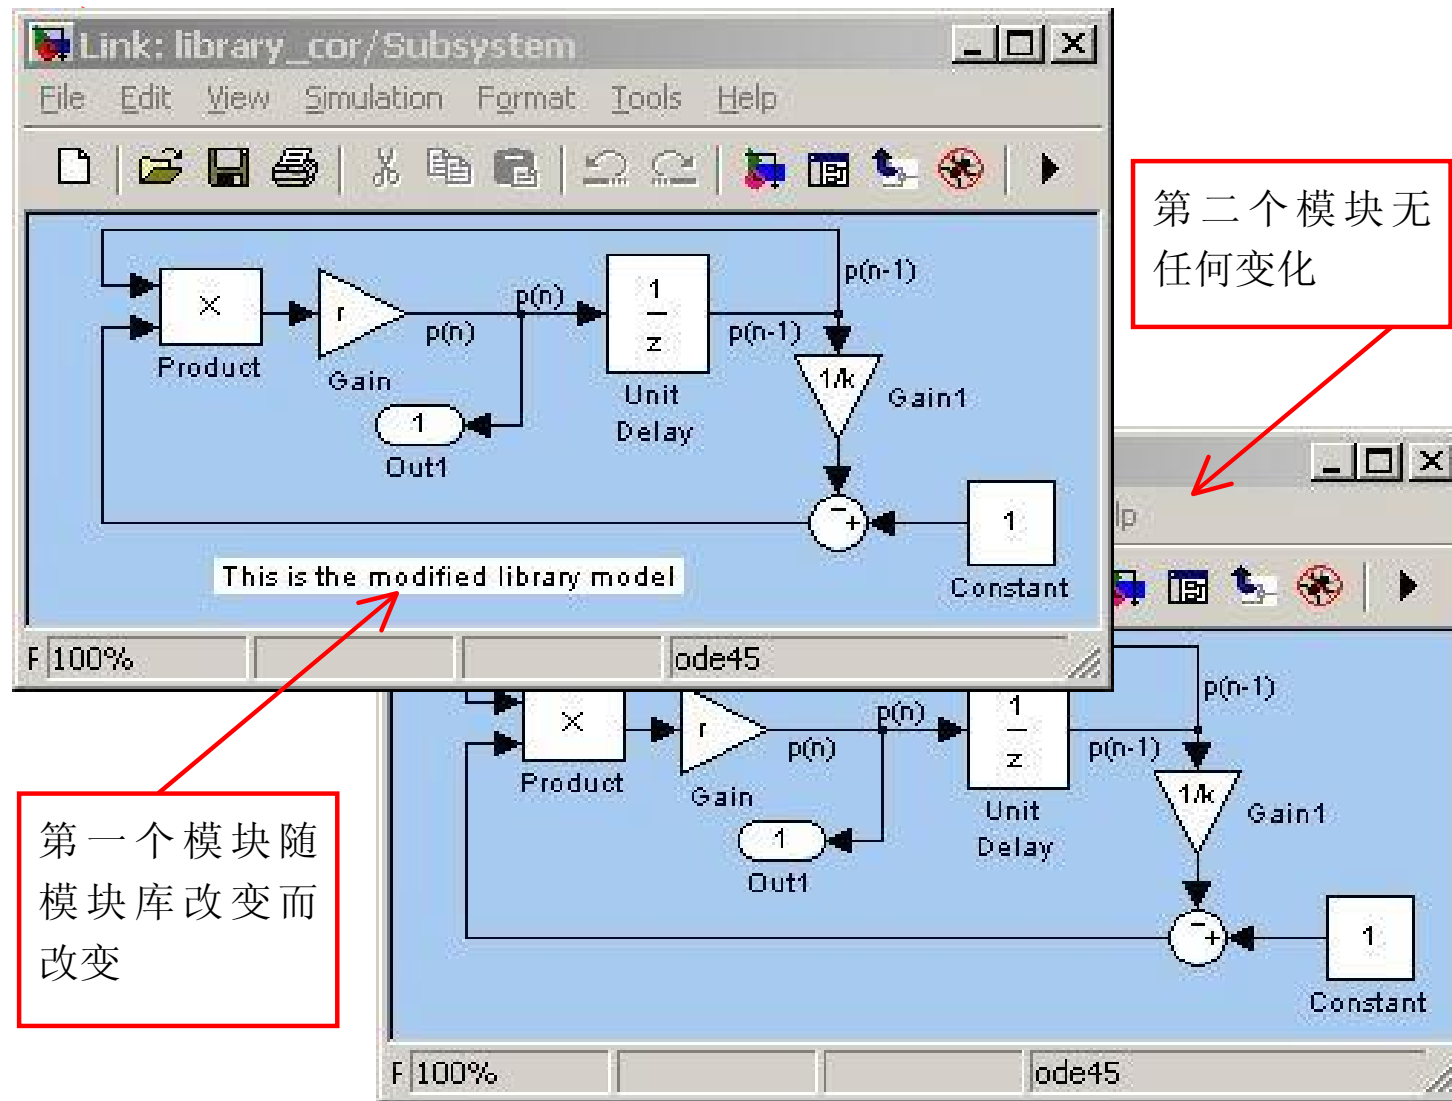 Link: library_cor/Subsystem
File Edit View Simulation Format Tools Help
p(n-1)
×
r
p(n)
1
z
p(n)
p(n-1)
Product
Gain
1/k
Unit
Delay
Gain1
1
Out1
−
+
1
This is the modified library model
Constant
F 100% ode45
第二个模块无
任何变化
lp
p(n-1)
×
r
p(n)
1
z
p(n)
p(n-1)
Product
Gain
1/k
Unit
Delay
Gain1
1
Out1
−
+
1
Constant
F 100% ode45
第一个模块随
模块库改变而
改变